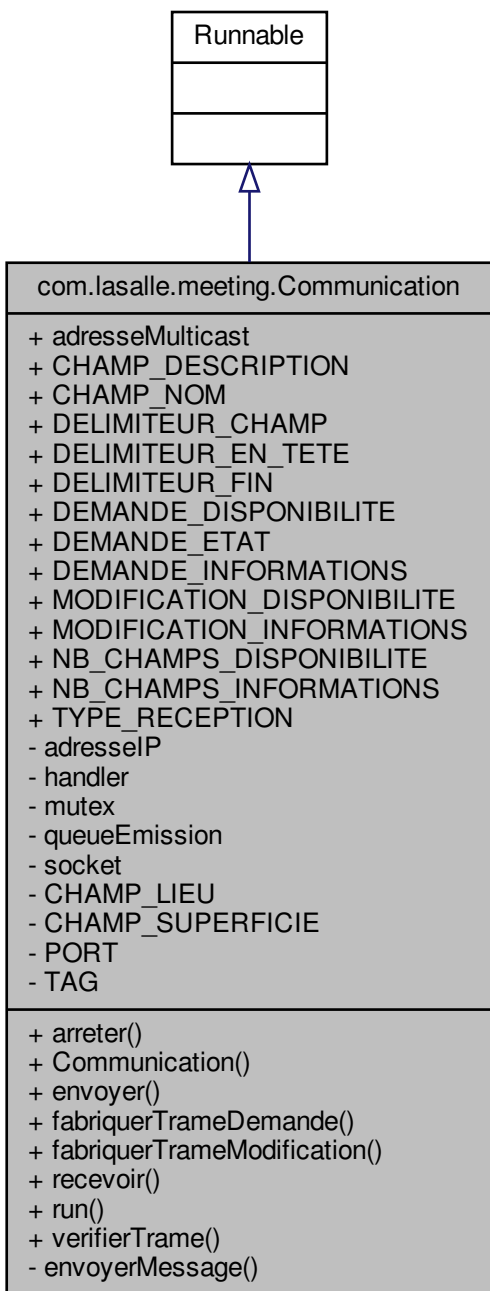 Runnable
com.lasalle.meeting.Communication
+ adresseMulticast
+ CHAMP_DESCRIPTION
+ CHAMP_NOM
+ DELIMITEUR_CHAMP
+ DELIMITEUR_EN_TETE
+ DELIMITEUR_FIN
+ DEMANDE_DISPONIBILITE
+ DEMANDE_ETAT
+ DEMANDE_INFORMATIONS
+ MODIFICATION_DISPONIBILITE
+ MODIFICATION_INFORMATIONS
+ NB_CHAMPS_DISPONIBILITE
+ NB_CHAMPS_INFORMATIONS
+ TYPE_RECEPTION
- adresseIP
- handler
- mutex
- queueEmission
- socket
- CHAMP_LIEU
- CHAMP_SUPERFICIE
- PORT
- TAG
+ arreter()
+ Communication()
+ envoyer()
+ fabriquerTrameDemande()
+ fabriquerTrameModification()
+ recevoir()
+ run()
+ verifierTrame()
- envoyerMessage()